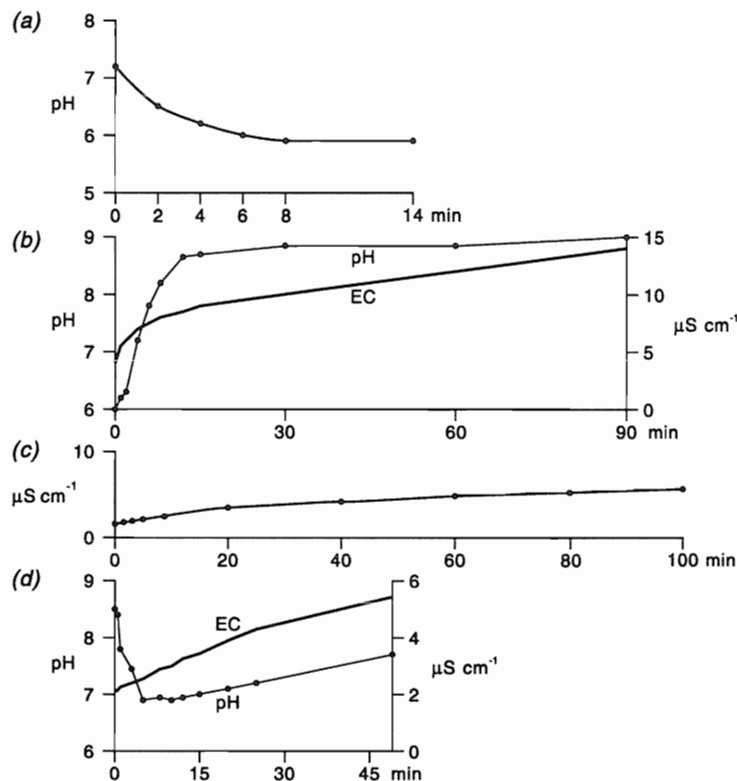 (a)
8
7
pH
6
5
0 2 4 6 8 14 min
(b)
9 15
pH
8 EC 10
pH μS cm⁻¹
7 5
6 0
0 30 60 90 min
(c)
10
μS cm⁻¹
0
0 20 40 60 80 100 min
(d)
9 6
EC
8 4
pH μS cm⁻¹
7 2
pH
6 0
0 15 30 45 min